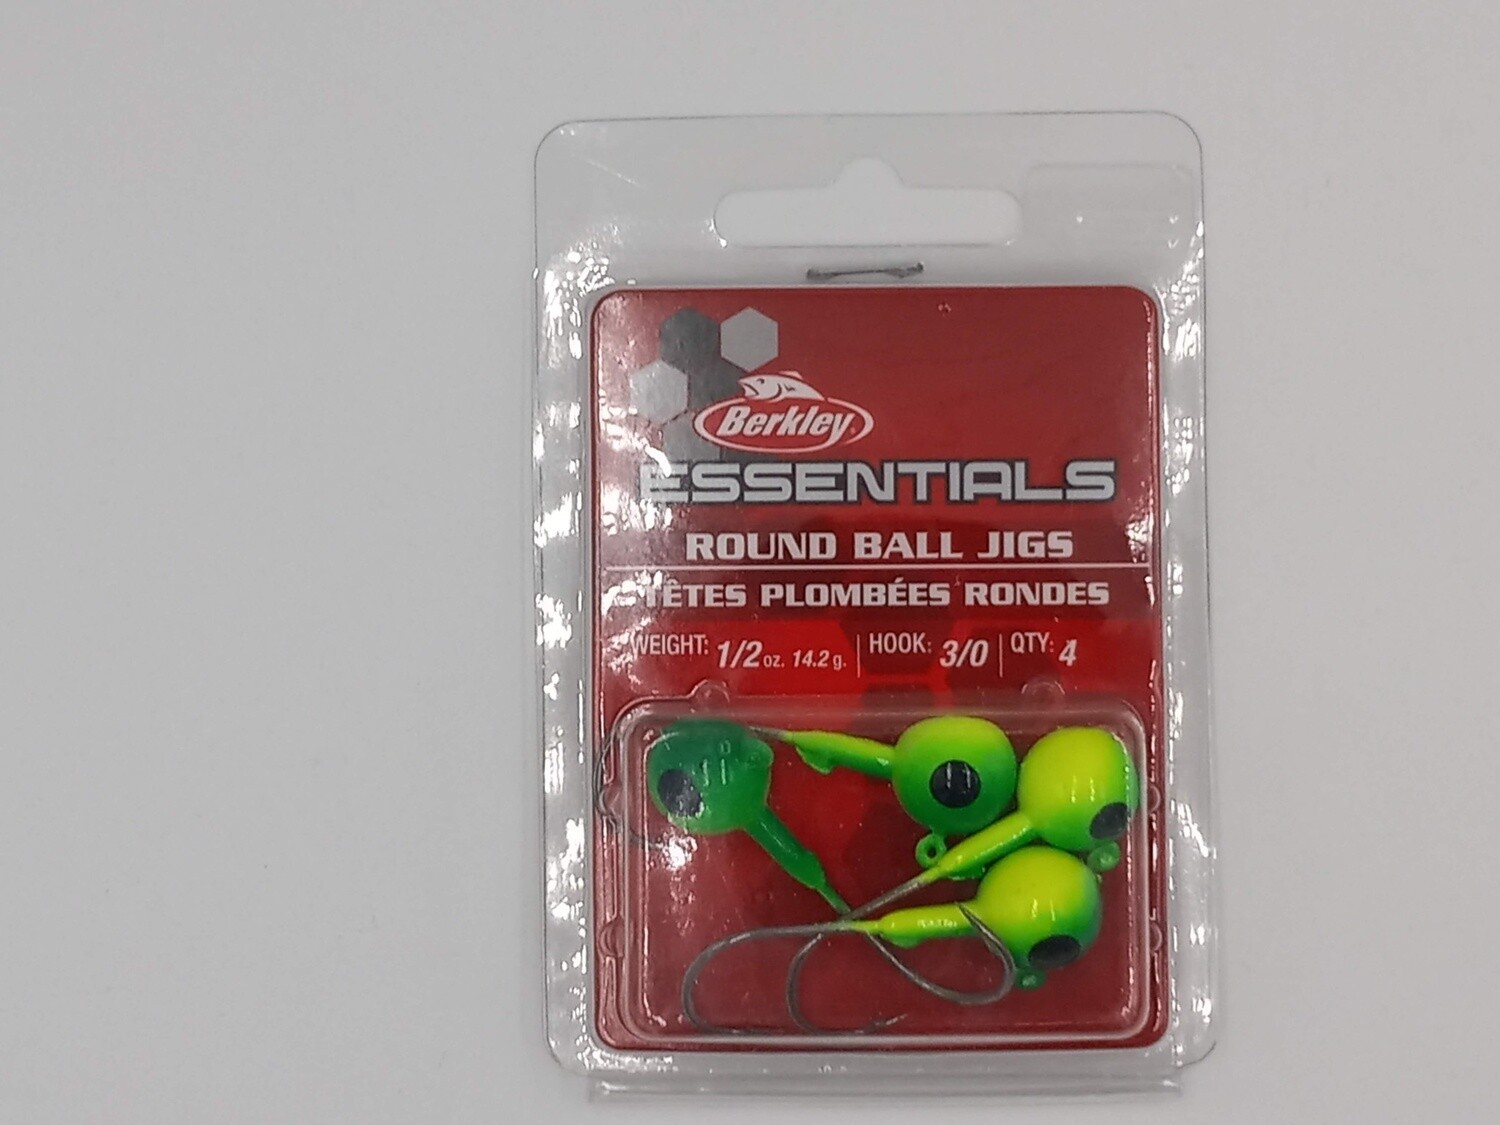 Berkley
ESSENTIALS
ROUND BALL JIGS
TÊTES PLOMBÉES RONDES
WEIGHT: 1/2 oz. 14.2 g. HOOK: 3/0 QTY: 4